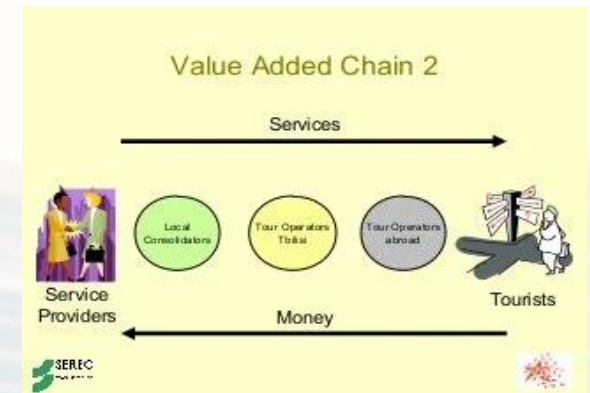 Value Added Chain 2
Services
Local
Consolidators
Tour Operators
Tbilisi
Tour Operators
abroad
Service
Providers
Tourists
Money
SEREC